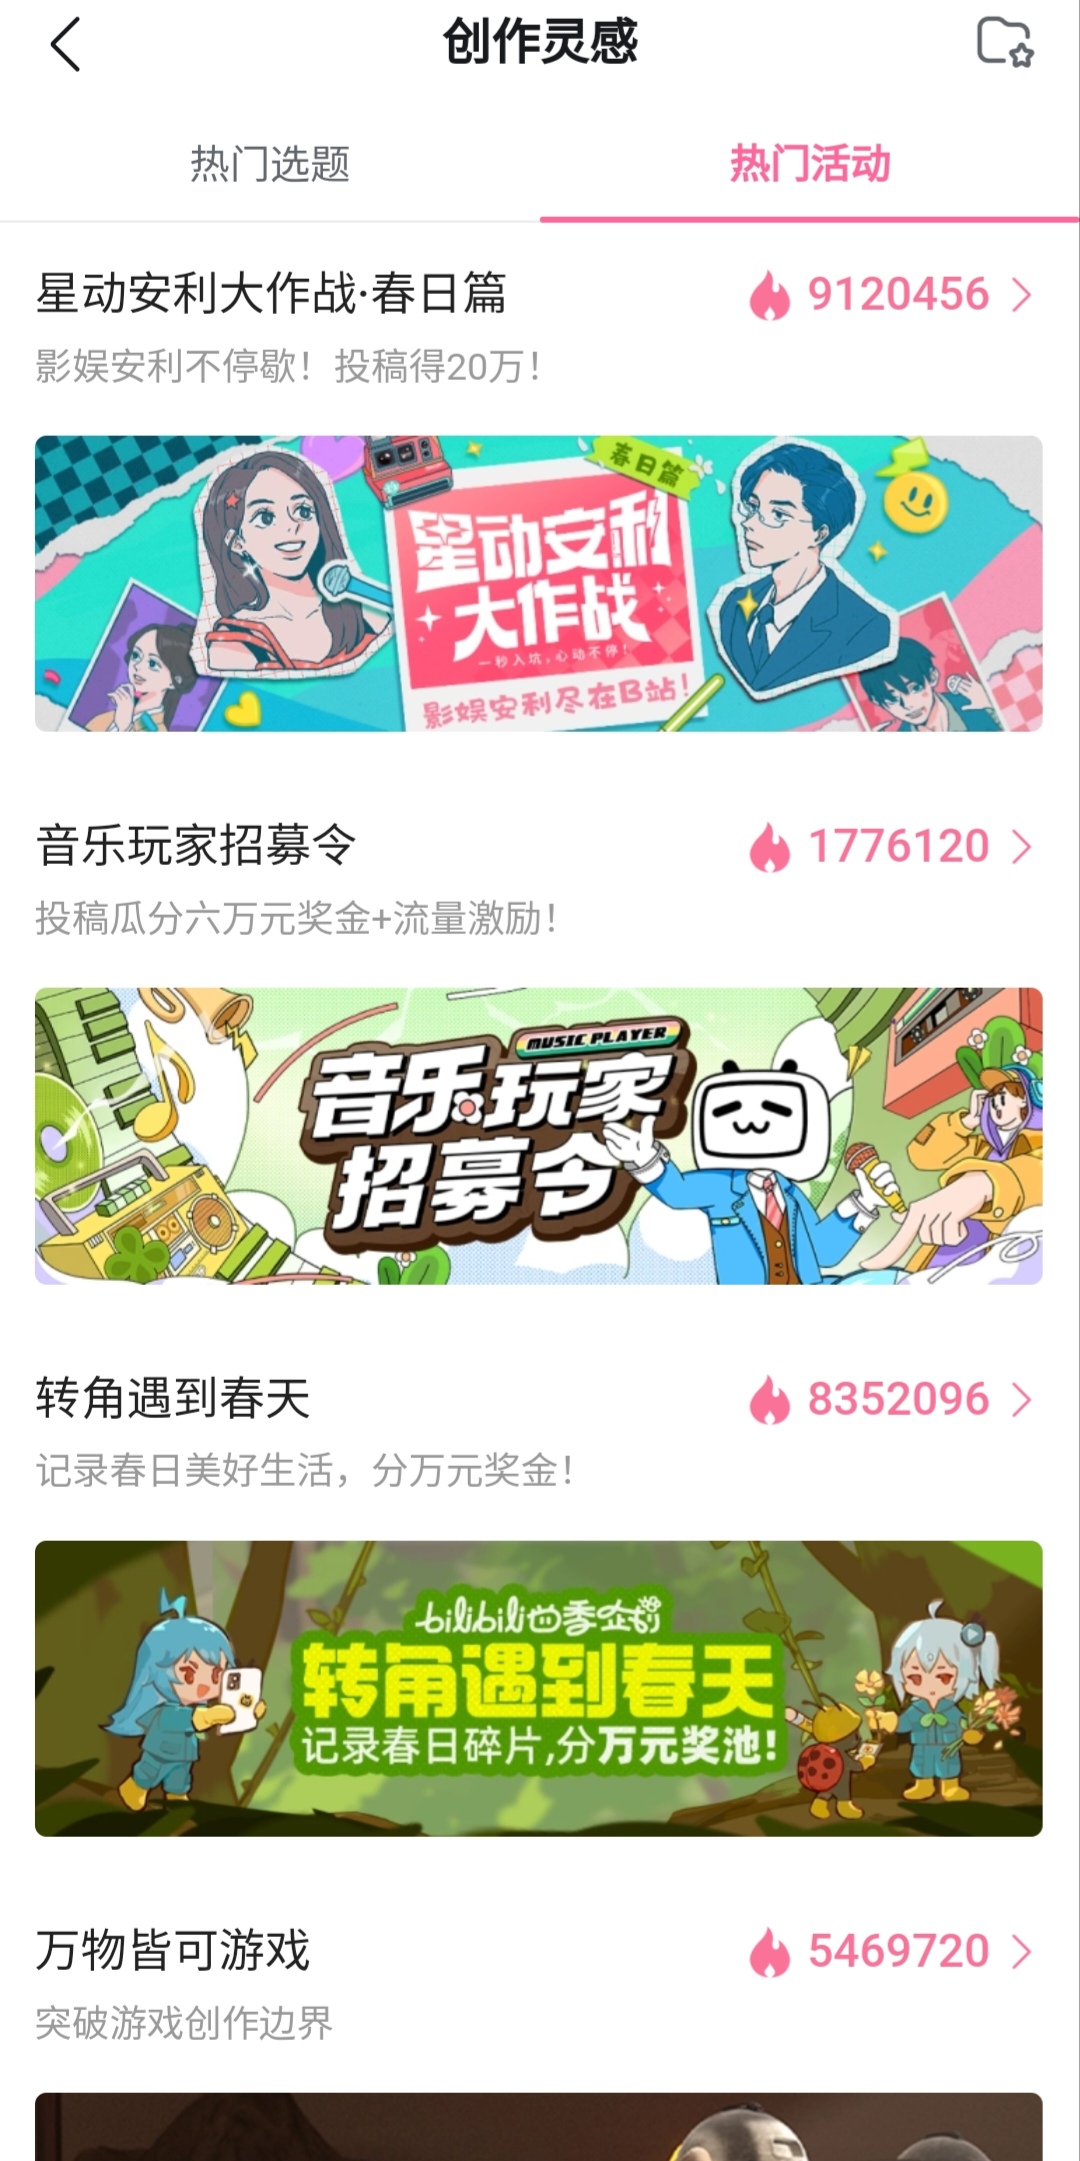 创作灵感
热门选题
热门活动
星动安利大作战·春日篇
9120456
影娱安利不停歇！投稿得20万！
春日篇
星动安利
大作战
一秒入坑，心动不停！
影娱安利尽在B站！
音乐玩家招募令
1776120
投稿瓜分六万元奖金+流量激励！
MUSIC PLAYER
音乐玩家
招募令
转角遇到春天
8352096
记录春日美好生活，分万元奖金！
bilibili四季企划
转角遇到春天
记录春日碎片,分万元奖池!
万物皆可游戏
5469720
突破游戏创作边界